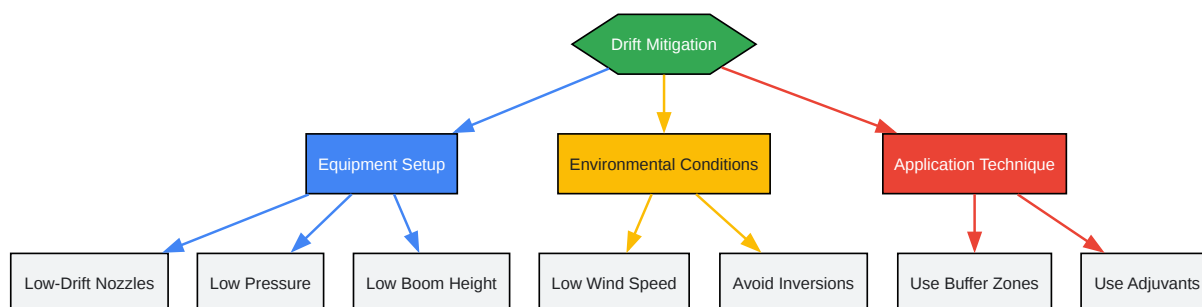 Drift Mitigation
Equipment Setup
Environmental Conditions
Application Technique
Low-Drift Nozzles
Low Pressure
Low Boom Height
Low Wind Speed
Avoid Inversions
Use Buffer Zones
Use Adjuvants